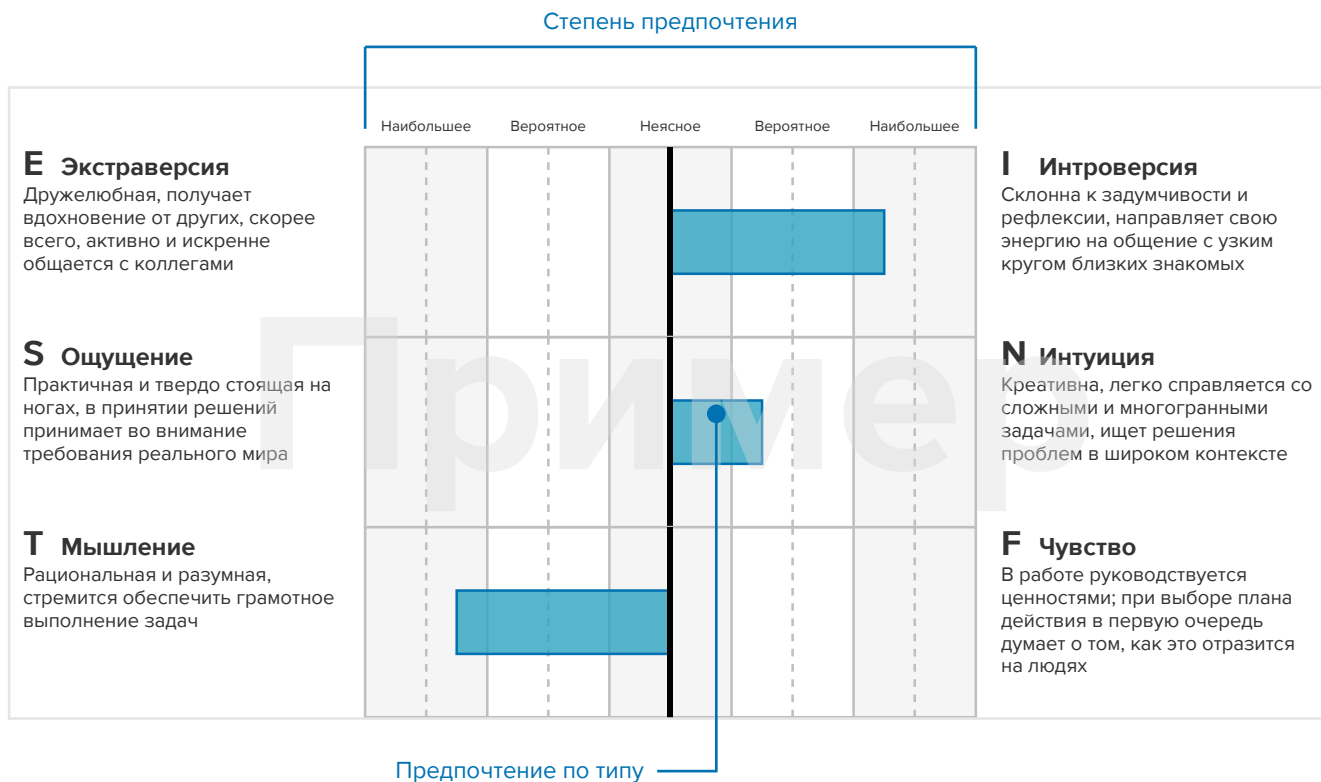 Степень предпочтения
Наибольшее Вероятное Неясное Вероятное Наибольшее
E Экстраверсия
Дружелюбная, получает
вдохновение от других, скорее
всего, активно и искренне
общается с коллегами
I Интроверсия
Склонна к задумчивости и
рефлексии, направляет свою
энергию на общение с узким
кругом близких знакомых
S Ощущение
Практичная и твердо стоящая на
ногах, в принятии решений
принимает во внимание
требования реального мира
Пример
N Интуиция
Креативна, легко справляется со
сложными и многогранными
задачами, ищет решения
проблем в широком контексте
T Мышление
Рациональная и разумная,
стремится обеспечить грамотное
выполнение задач
F Чувство
В работе руководствуется
ценностями; при выборе плана
действия в первую очередь
думает о том, как это отразится
на людях
Предпочтение по типу